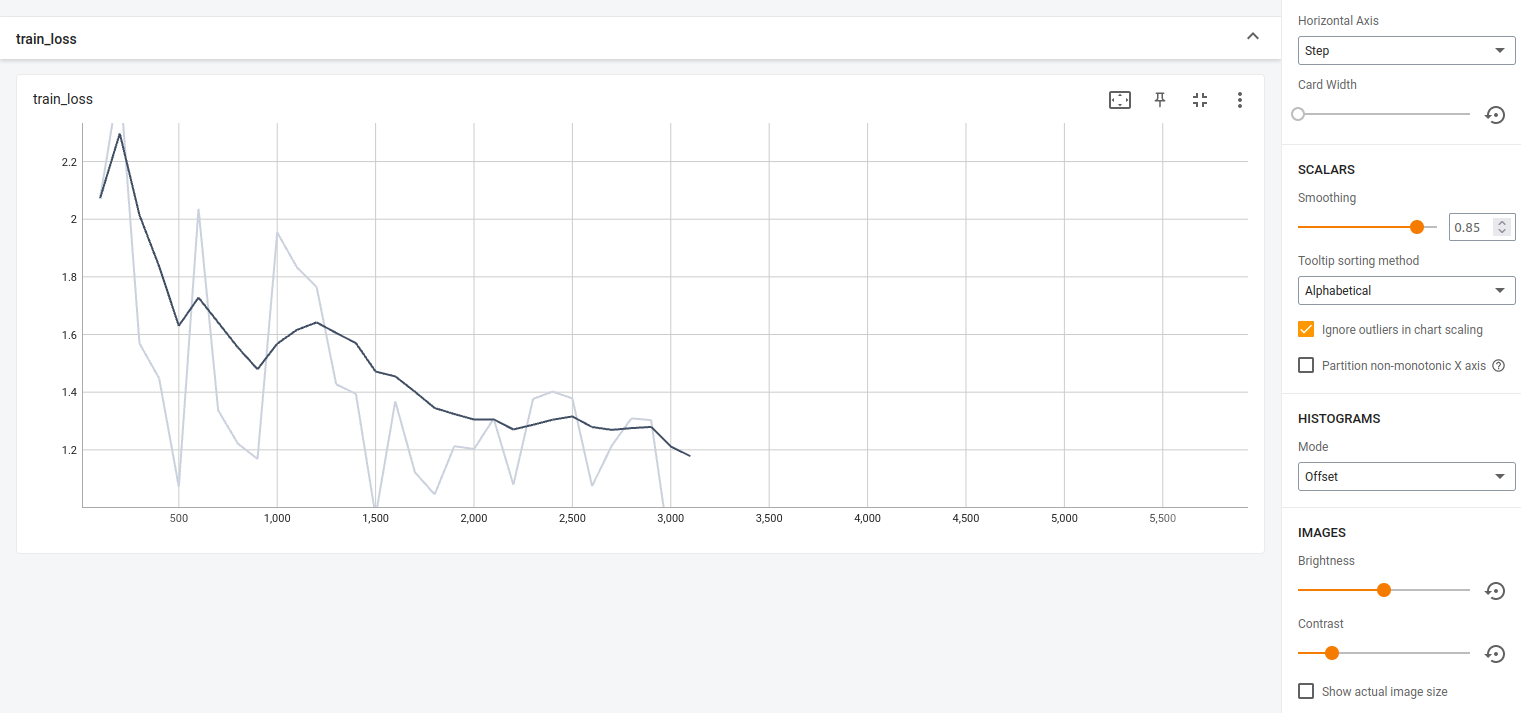 train_loss
train_loss
2.2
2
1.8
1.6
1.4
1.2
500 1,000 1,500 2,000 2,500 3,000 3,500 4,000 4,500 5,000 5,500
Horizontal Axis
Step
Card Width
SCALARS
Smoothing
0.85
Tooltip sorting method
Alphabetical
Ignore outliers in chart scaling
Partition non-monotonic X axis
HISTOGRAMS
Mode
Offset
IMAGES
Brightness
Contrast
Show actual image size